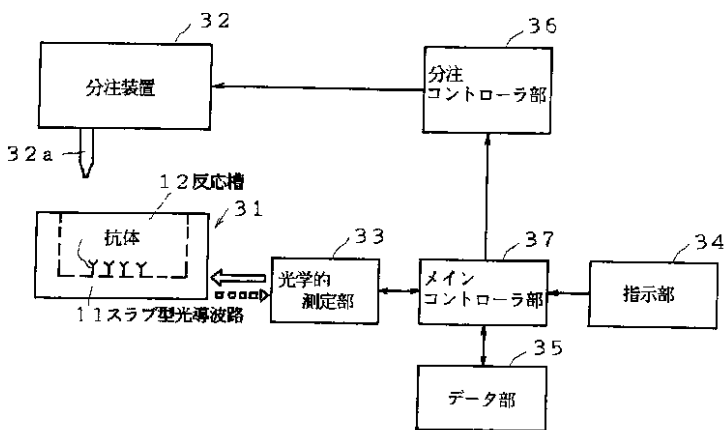 32
分注装置
32a
36
分注
コントローラ部
12反応槽
31
抗体
11スラブ型光導波路
33
光学的
測定部
37
メイン
コントローラ部
34
指示部
35
データ部